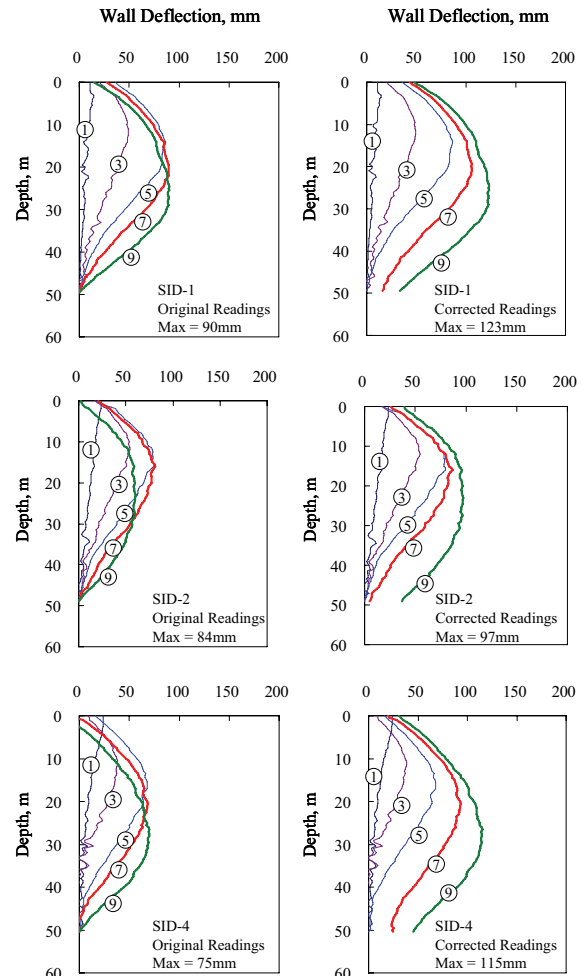 Wall Deflection, mm
0 50 100 150 200
Depth, m
0
10
20
30
40
50
60
1
3
5
7
9
SID-1
Original Readings
Max = 90mm
Wall Deflection, mm
0 50 100 150 200
Depth, m
0
10
20
30
40
50
60
1
3
5
7
9
SID-1
Corrected Readings
Max = 123mm
0 50 100 150 200
Depth, m
0
10
20
30
40
50
60
1
3
5
7
9
SID-2
Original Readings
Max = 84mm
0 50 100 150 200
Depth, m
0
10
20
30
40
50
60
1
3
5
7
9
SID-2
Corrected Readings
Max = 97mm
0 50 100 150 200
Depth, m
0
10
20
30
40
50
60
1
3
5
7
9
SID-4
Original Readings
Max = 75mm
0 50 100 150 200
Depth, m
0
10
20
30
40
50
60
1
3
5
7
9
SID-4
Corrected Readings
Max = 115mm